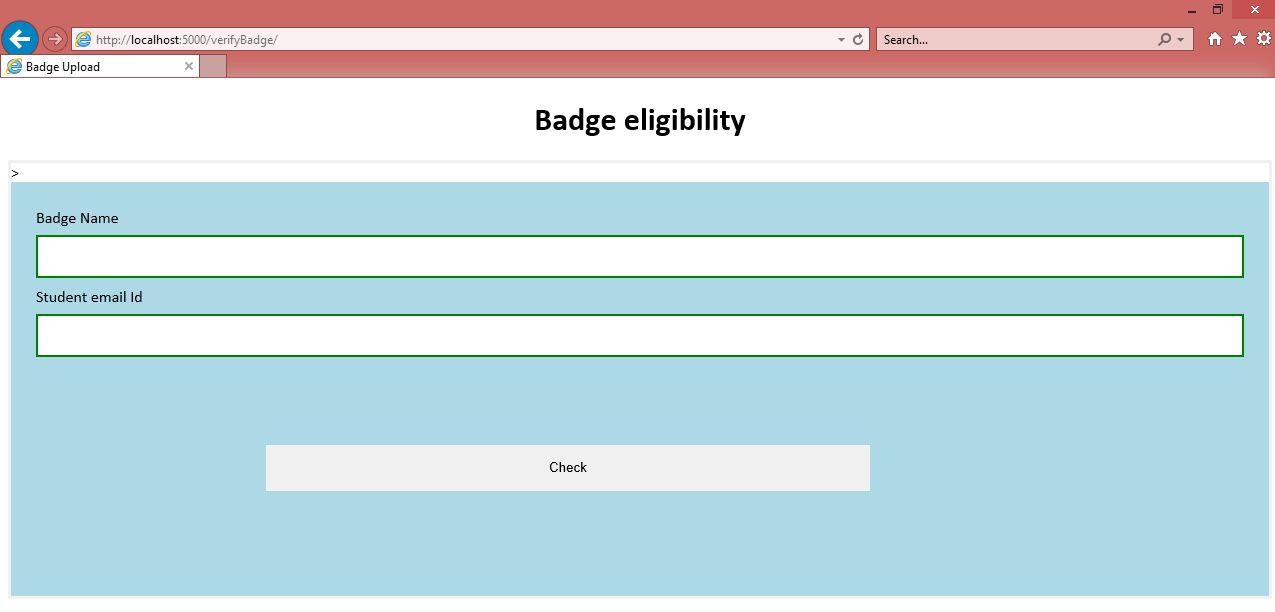 http://localhost:5000/verifyBadge/
Search...
Badge Upload
Badge eligibility
>
Badge Name
Student email Id
Check